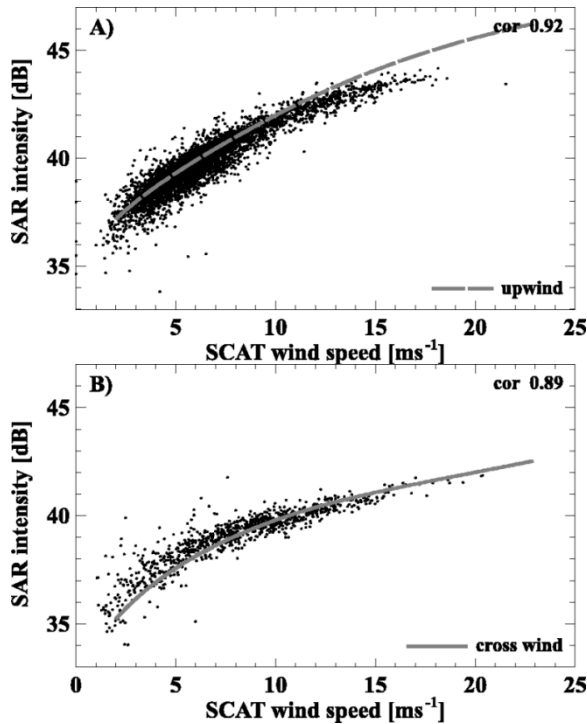 A) cor 0.92
45
40
35
SAR intensity [dB]
upwind
5 10 15 20 25
SCAT wind speed [ms⁻¹]
B) cor 0.89
45
40
35
SAR intensity [dB]
cross wind
0 5 10 15 20 25
SCAT wind speed [ms⁻¹]